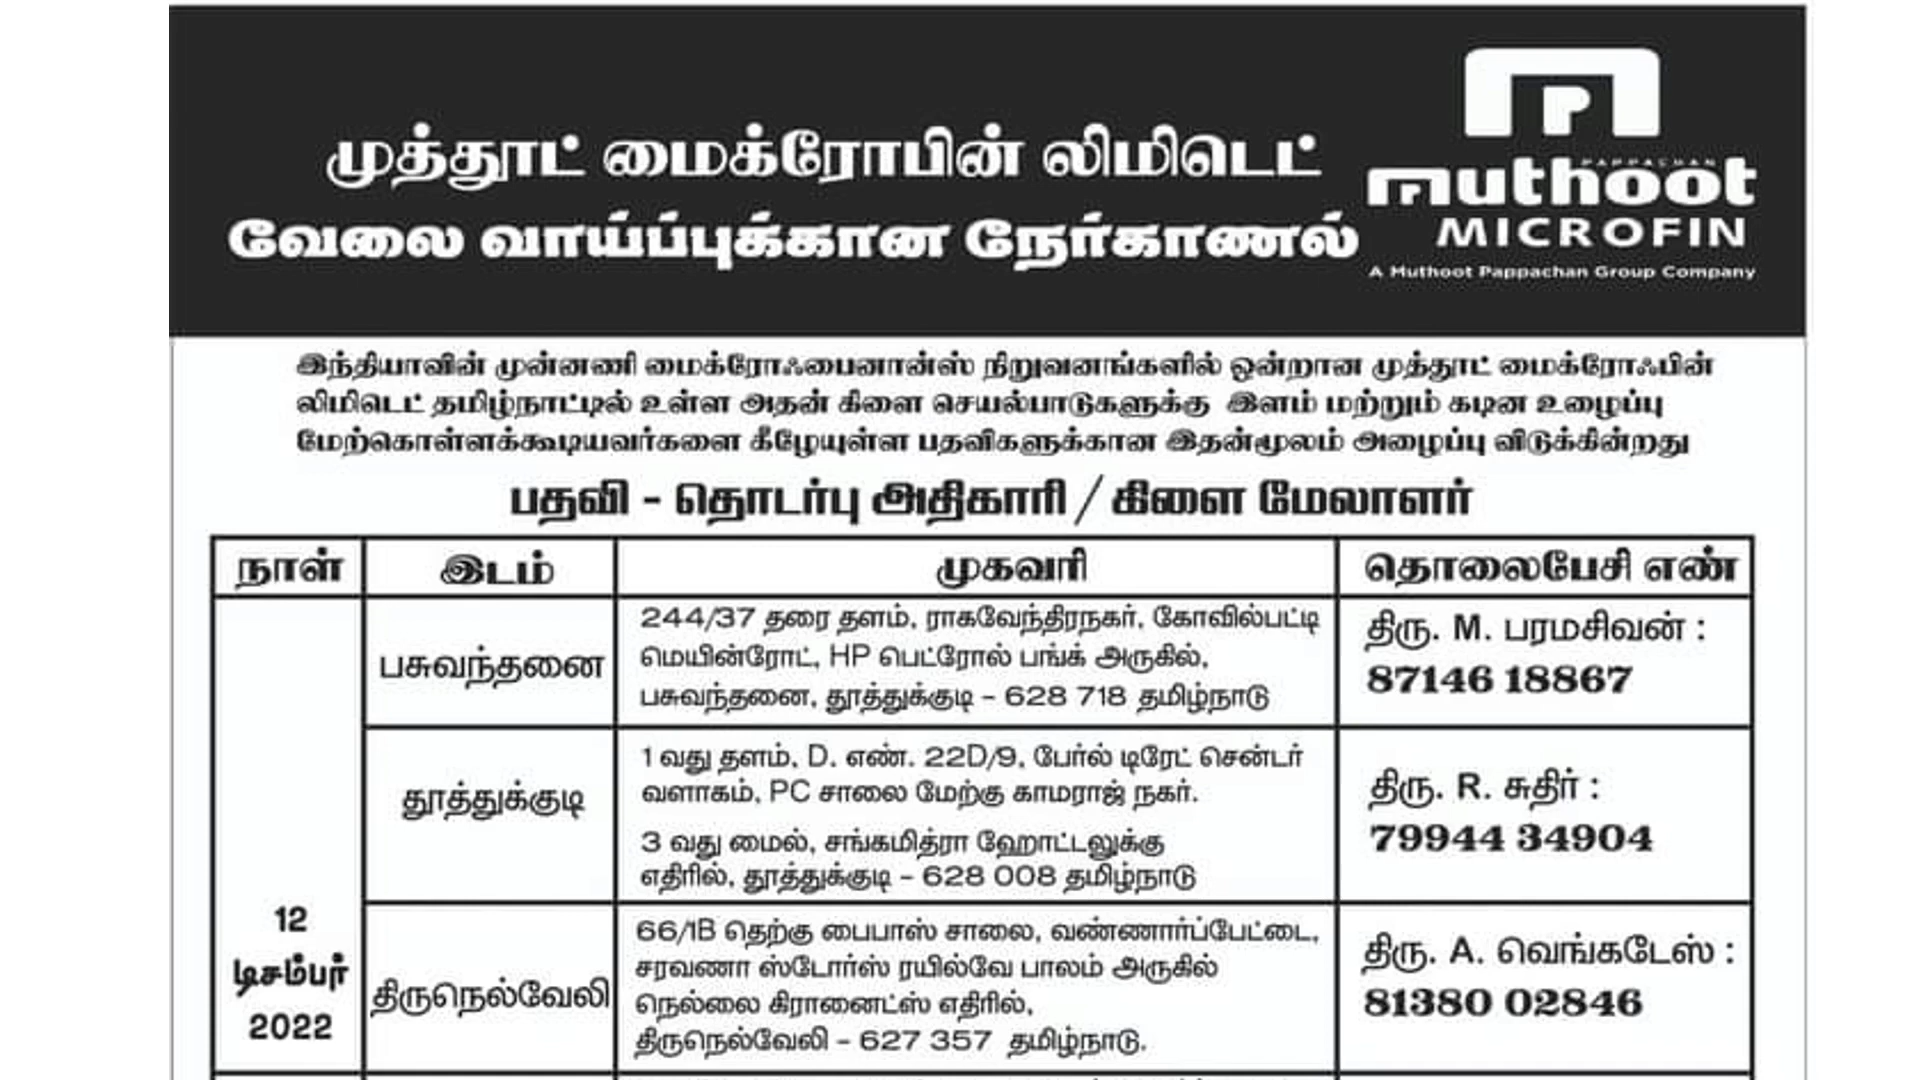 முத்தூட் மைக்ரோபின் லிமிடெட்
வேலை வாய்ப்புக்கான நேர்காணல்
PAPPACHAN
muthoot
MICROFIN
A Muthoot Pappachan Group Company
இந்தியாவின் முன்னணி மைக்ரோஃபைனான்ஸ் நிறுவனங்களில் ஒன்றான முத்தூட் மைக்ரோஃபின்
லிமிடெட் தமிழ்நாட்டில் உள்ள அதன் கிளை செயல்பாடுகளுக்கு இளம் மற்றும் கடின உழைப்பு
மேற்கொள்ளக்கூடியவர்களை கீழேயுள்ள பதவிகளுக்கான இதன்மூலம் அழைப்பு விடுக்கின்றது
பதவி - தொடர்பு அதிகாரி / கிளை மேலாளர்
நாள் இடம் முகவரி தொலைபேசி எண்
12
டிசம்பர்
2022
பசுவந்தனை
244/37 தரை தளம், ராகவேந்திரநகர், கோவில்பட்டி
மெயின்ரோட், HP பெட்ரோல் பங்க் அருகில்,
பசுவந்தனை, தூத்துக்குடி – 628 718 தமிழ்நாடு
திரு. M. பரமசிவன் :
87146 18867
தூத்துக்குடி
1 வது தளம், D. எண். 22D/9, பேர்ல் டிரேட் சென்டர்
வளாகம், PC சாலை மேற்கு காமராஜ் நகர்.
3 வது மைல், சங்கமித்ரா ஹோட்டலுக்கு
எதிரில், தூத்துக்குடி – 628 008 தமிழ்நாடு
திரு. R. சுதிர் :
79944 34904
திருநெல்வேலி
66/1B தெற்கு பைபாஸ் சாலை, வண்ணார்ப்பேட்டை,
சரவணா ஸ்டோர்ஸ் ரயில்வே பாலம் அருகில்
நெல்லை கிரானைட்ஸ் எதிரில்,
திருநெல்வேலி – 627 357 தமிழ்நாடு.
திரு. A. வெங்கடேஸ் :
81380 02846